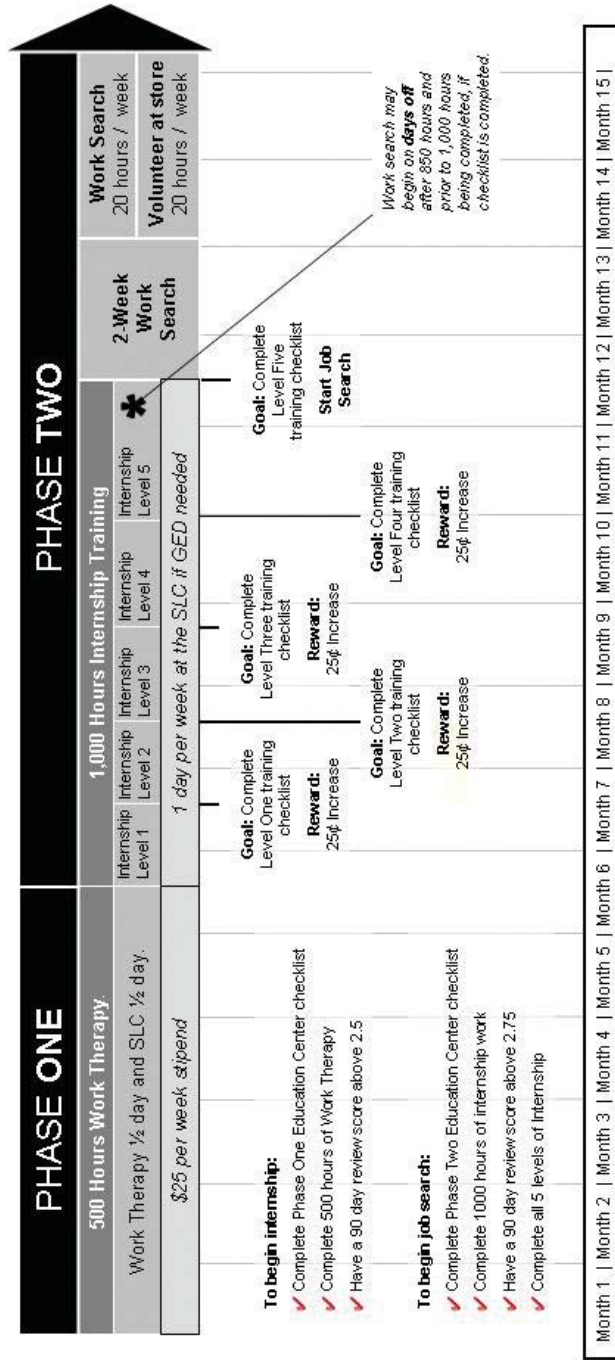 PHASE ONE
PHASE TWO
500 Hours Work Therapy
1,000 Hours Internship Training
Work Therapy ½ day and SLC ½ day.
Internship
Level 1
Internship
Level 2
Internship
Level 3
Internship
Level 4
Internship
Level 5
*
2-Week
Work
Search
Work Search
20 hours / week
Volunteer at store
20 hours / week
$25 per week stipend
1 day per week at the SLC if GED needed
To begin internship:
✓ Complete Phase One Education Center checklist
✓ Complete 500 hours of Work Therapy
✓ Have a 90 day review score above 2.5
To begin job search:
✓ Complete Phase Two Education Center checklist
✓ Complete 1000 hours of internship work
✓ Have a 90 day review score above 2.75
✓ Complete all 5 levels of Internship
Goal: Complete
Level One training
checklist
Reward:
25¢ Increase
Goal: Complete
Level Two training
checklist
Reward:
25¢ Increase
Goal: Complete
Level Three training
checklist
Reward:
25¢ Increase
Goal: Complete
Level Four training
checklist
Reward:
25¢ Increase
Goal: Complete
Level Five
training checklist
Start Job
Search
Work search may
begin on days off
after 850 hours and
prior to 1,000 hours
being completed, if
checklist is completed.
Month 1 | Month 2 | Month 3 | Month 4 | Month 5 | Month 6 | Month 7 | Month 8 | Month 9 | Month 10 | Month 11 | Month 12 | Month 13 | Month 14 | Month 15 |